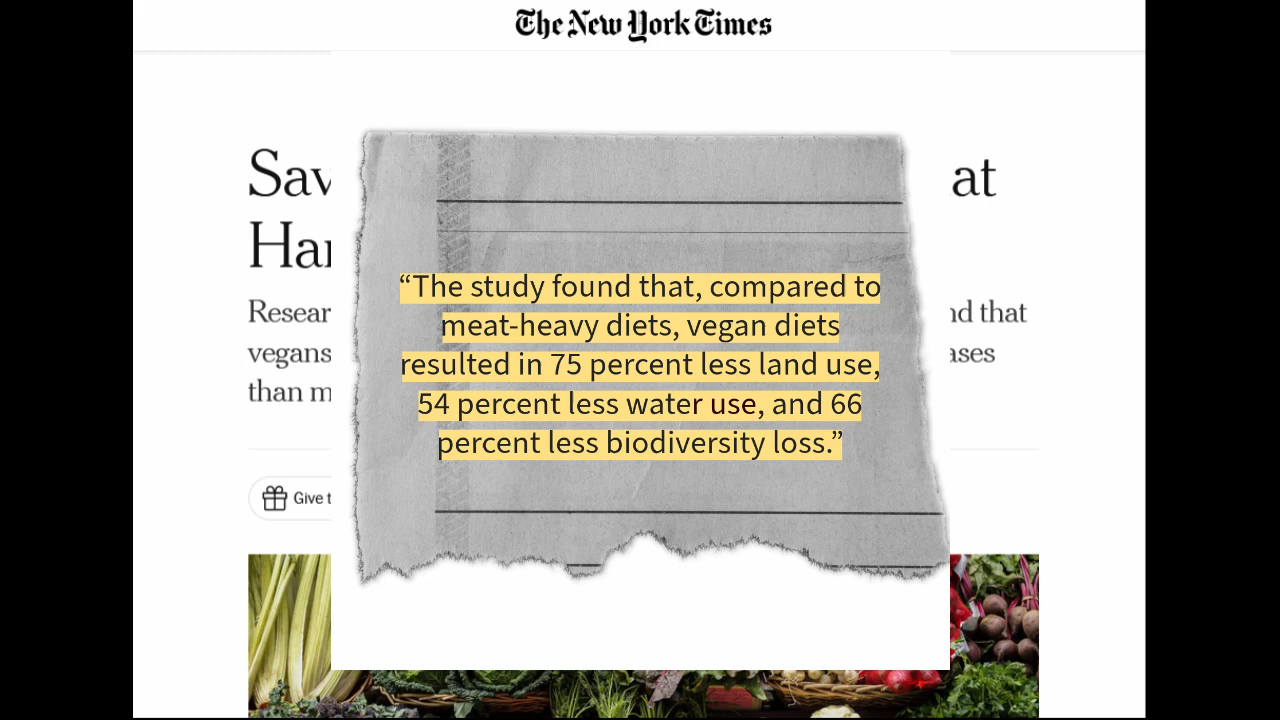 The New York Times
Sav
at
Har
Resear
nd that
vegans
ases
than m
Give t
“The study found that, compared to
meat-heavy diets, vegan diets
resulted in 75 percent less land use,
54 percent less water use, and 66
percent less biodiversity loss.”